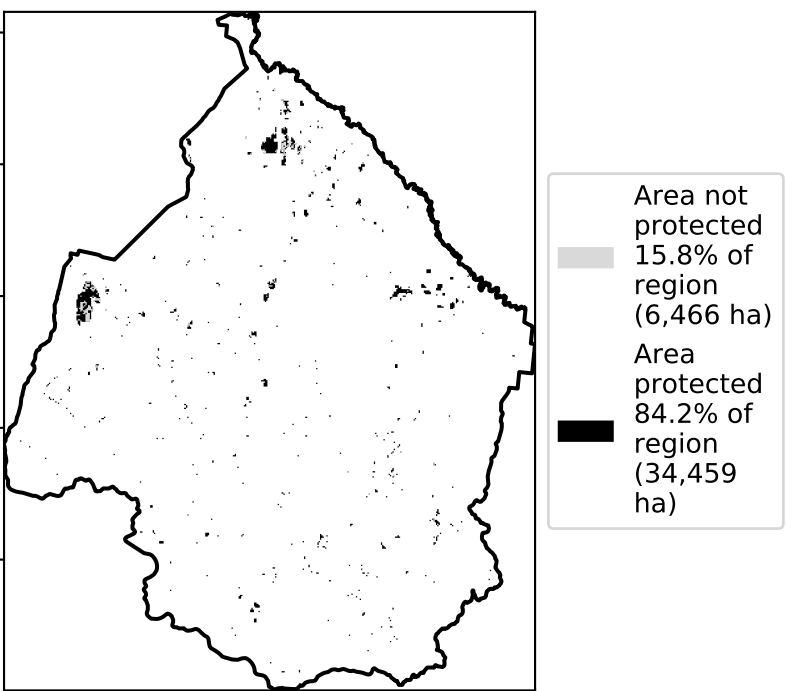 Area not
protected
15.8% of
region
(6,466 ha)
Area
protected
84.2% of
region
(34,459
ha)